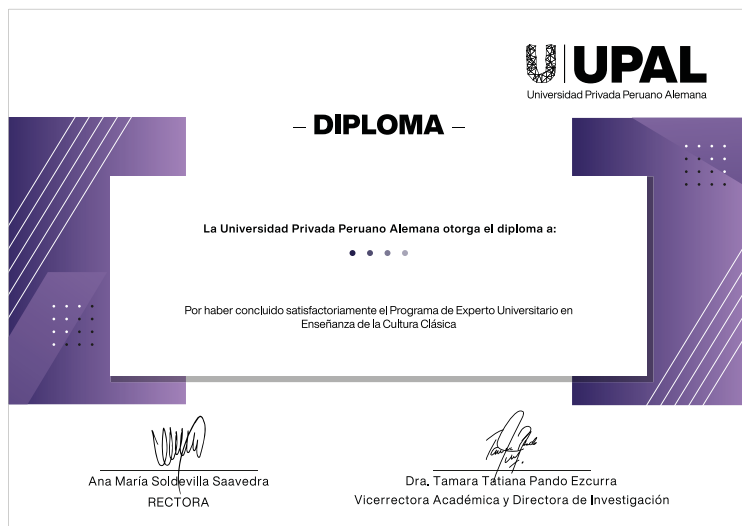 UPAL
Universidad Privada Peruano Alemana
– DIPLOMA –
La Universidad Privada Peruano Alemana otorga el diploma a:
Por haber concluido satisfactoriamente el Programa de Experto Universitario en
Enseñanza de la Cultura Clásica
Ana María Soldevilla Saavedra
RECTORA
Dra. Tamara Tatiana Pando Ezcurra
Vicerrectora Académica y Directora de Investigación